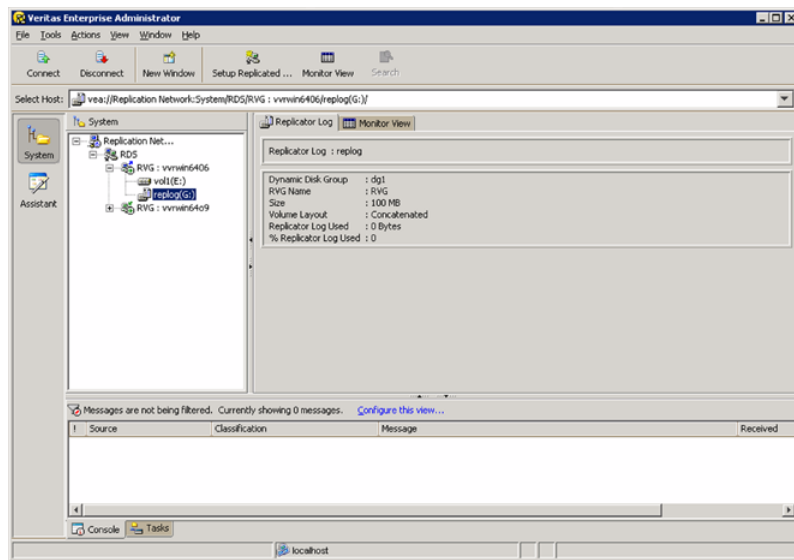 Veritas Enterprise Administrator
File Tools Actions View Window Help
Connect Disconnect New Window Setup Replicated ... Monitor View Search
Select Host: vea://Replication Network:System/RDS/RVG : vvrwin6406/replog(G:)/
System
Assistant
System
Replication Net...
RDS
RVG : vvrwin6406
vol1(E:)
replog(G:)
RVG : vvrwin64o9
Replicator Log Monitor View
Replicator Log : replog
Dynamic Disk Group : dg1
RVG Name : RVG
Size : 100 MB
Volume Layout : Concatenated
Replicator Log Used : 0 Bytes
% Replicator Log Used : 0
Messages are not being filtered. Currently showing 0 messages. Configure this view...
! Source Classification Message Received
Console Tasks
localhost